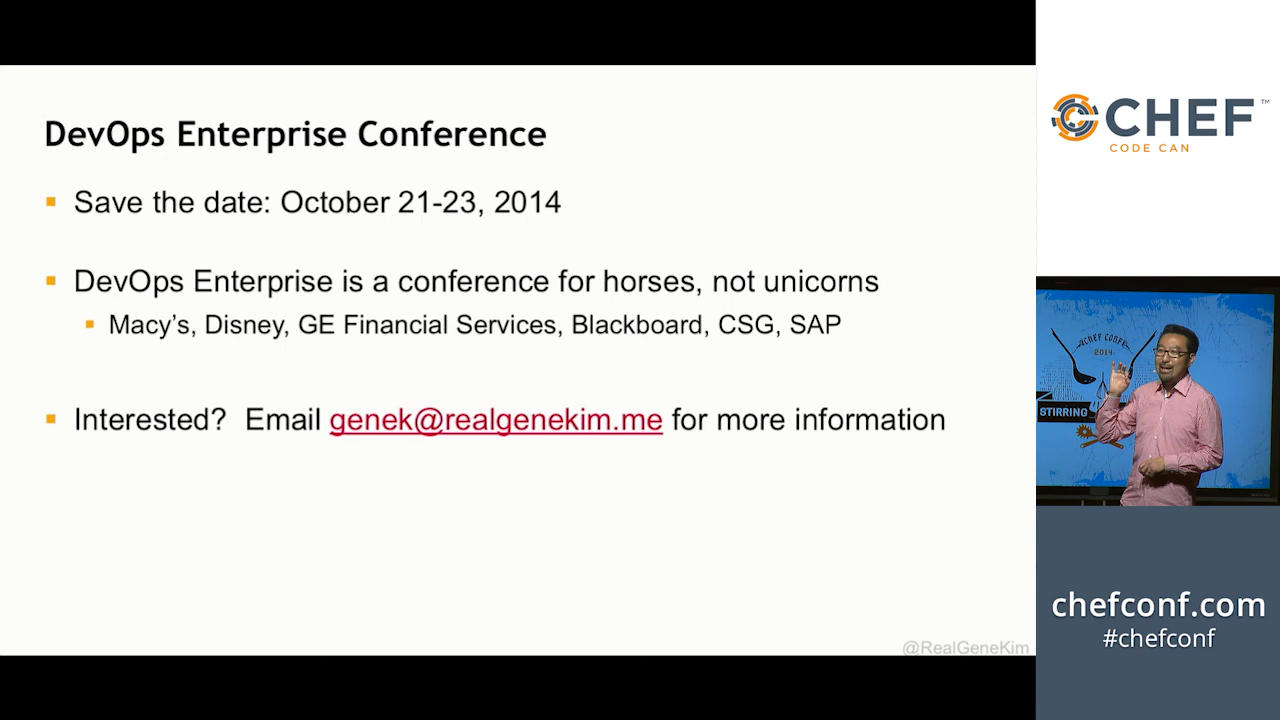 DevOps Enterprise Conference
Save the date: October 21-23, 2014
DevOps Enterprise is a conference for horses, not unicorns
Macy’s, Disney, GE Financial Services, Blackboard, CSG, SAP
Interested?  Email genek@realgenekim.me for more information
@RealGeneKim
CHEF™
CODE CAN
CHEF CONF
2014
STIRRING
chefconf.com
#chefconf